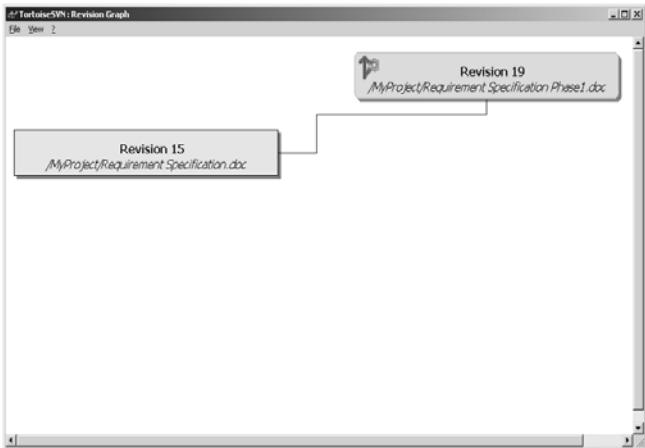 TortoiseSVN : Revision Graph
File View ?
Revision 19
/MyProject/Requirement Specification Phase1.doc
Revision 15
/MyProject/Requirement Specification.doc